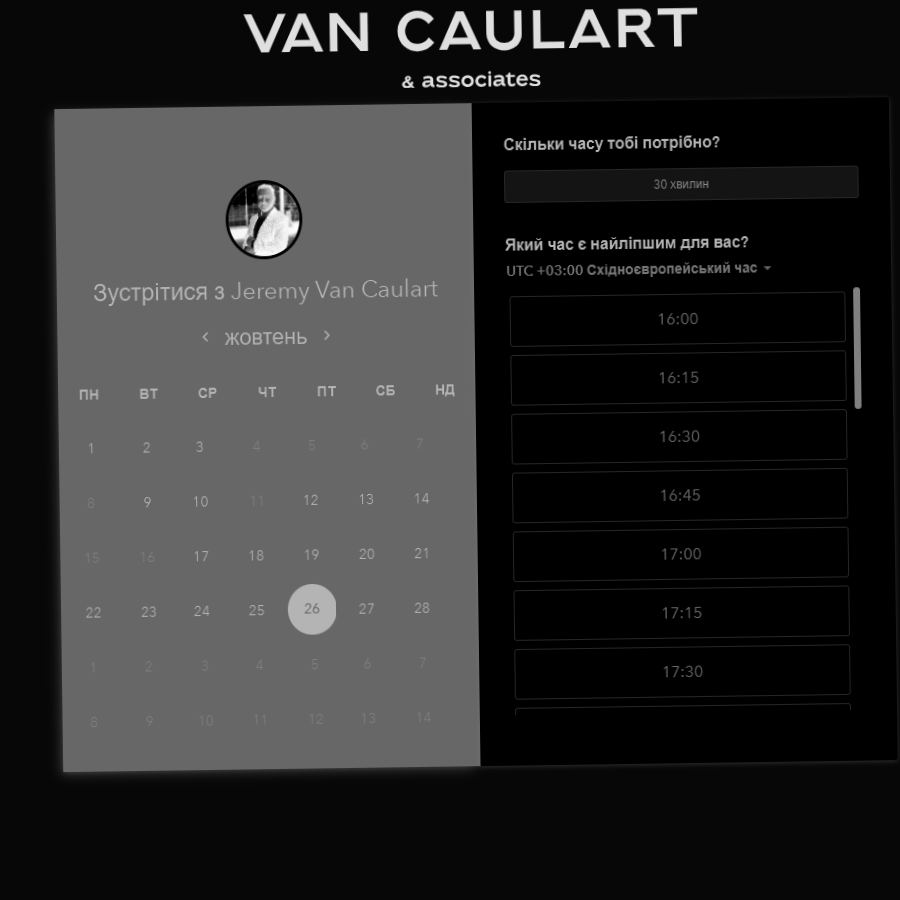 VAN CAULART
& associates
Зустрітися з Jeremy Van Caulart
жовтень
ПН ВТ СР ЧТ ПТ СБ НД
1 2 3 4 5 6 7
8 9 10 11 12 13 14
15 16 17 18 19 20 21
22 23 24 25 26 27 28
1 2 3 4 5 6 7
8 9 10 11 12 13 14
Скільки часу тобі потрібно?
30 хвилин
Який час є найліпшим для вас?
UTC +03:00 Східноєвропейський час
16:00
16:15
16:30
16:45
17:00
17:15
17:30